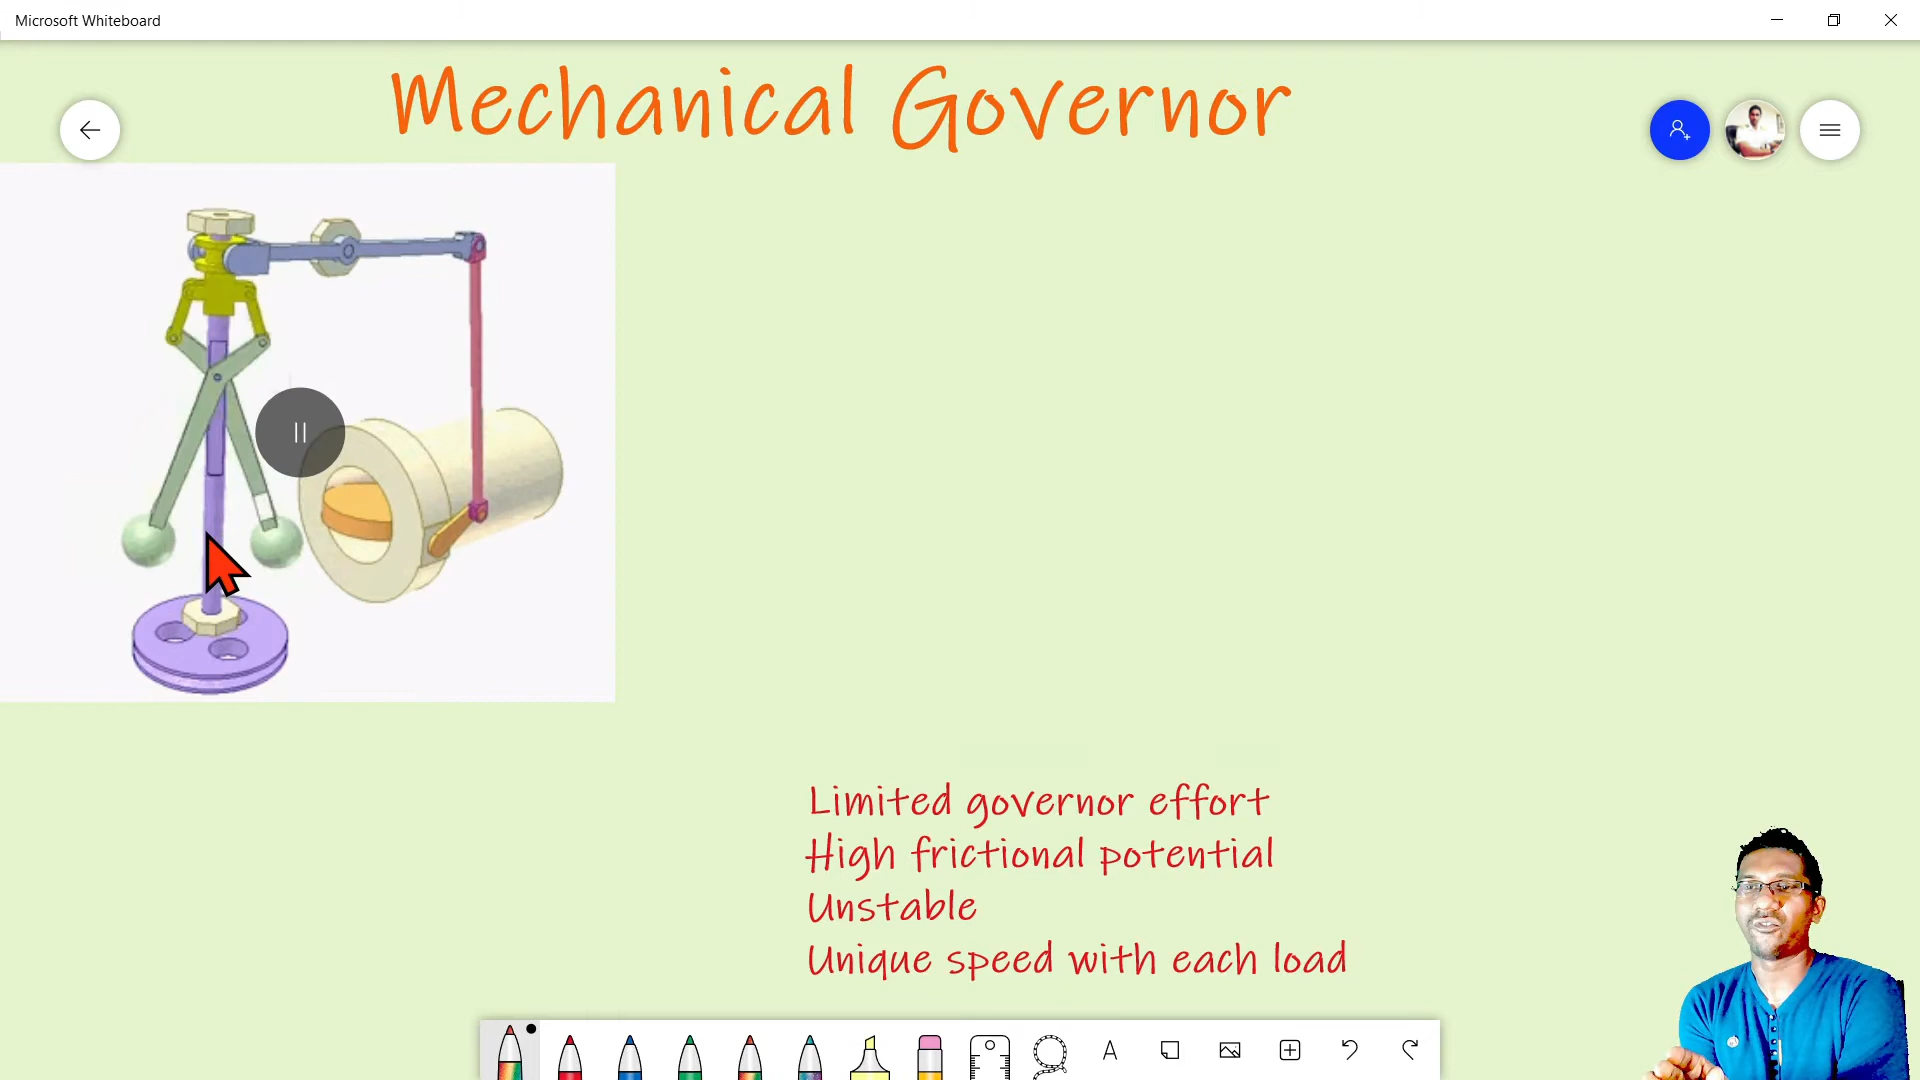 Microsoft Whiteboard
Mechanical Governor
Limited governor effort
High frictional potential
Unstable
Unique speed with each load
A